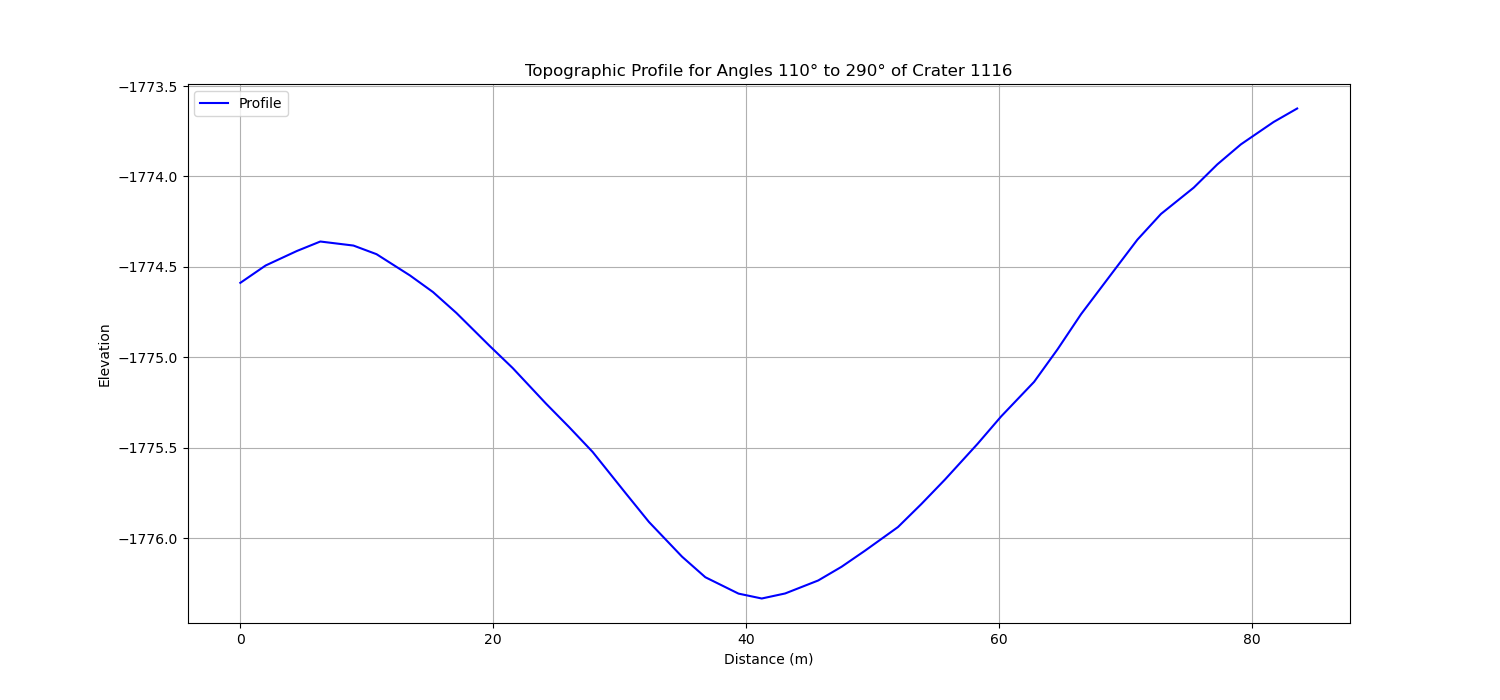 Topographic Profile for Angles 110° to 290° of Crater 1116
Profile
−1773.5
−1774.0
−1774.5
−1775.0
−1775.5
−1776.0
Elevation
0 20 40 60 80
Distance (m)